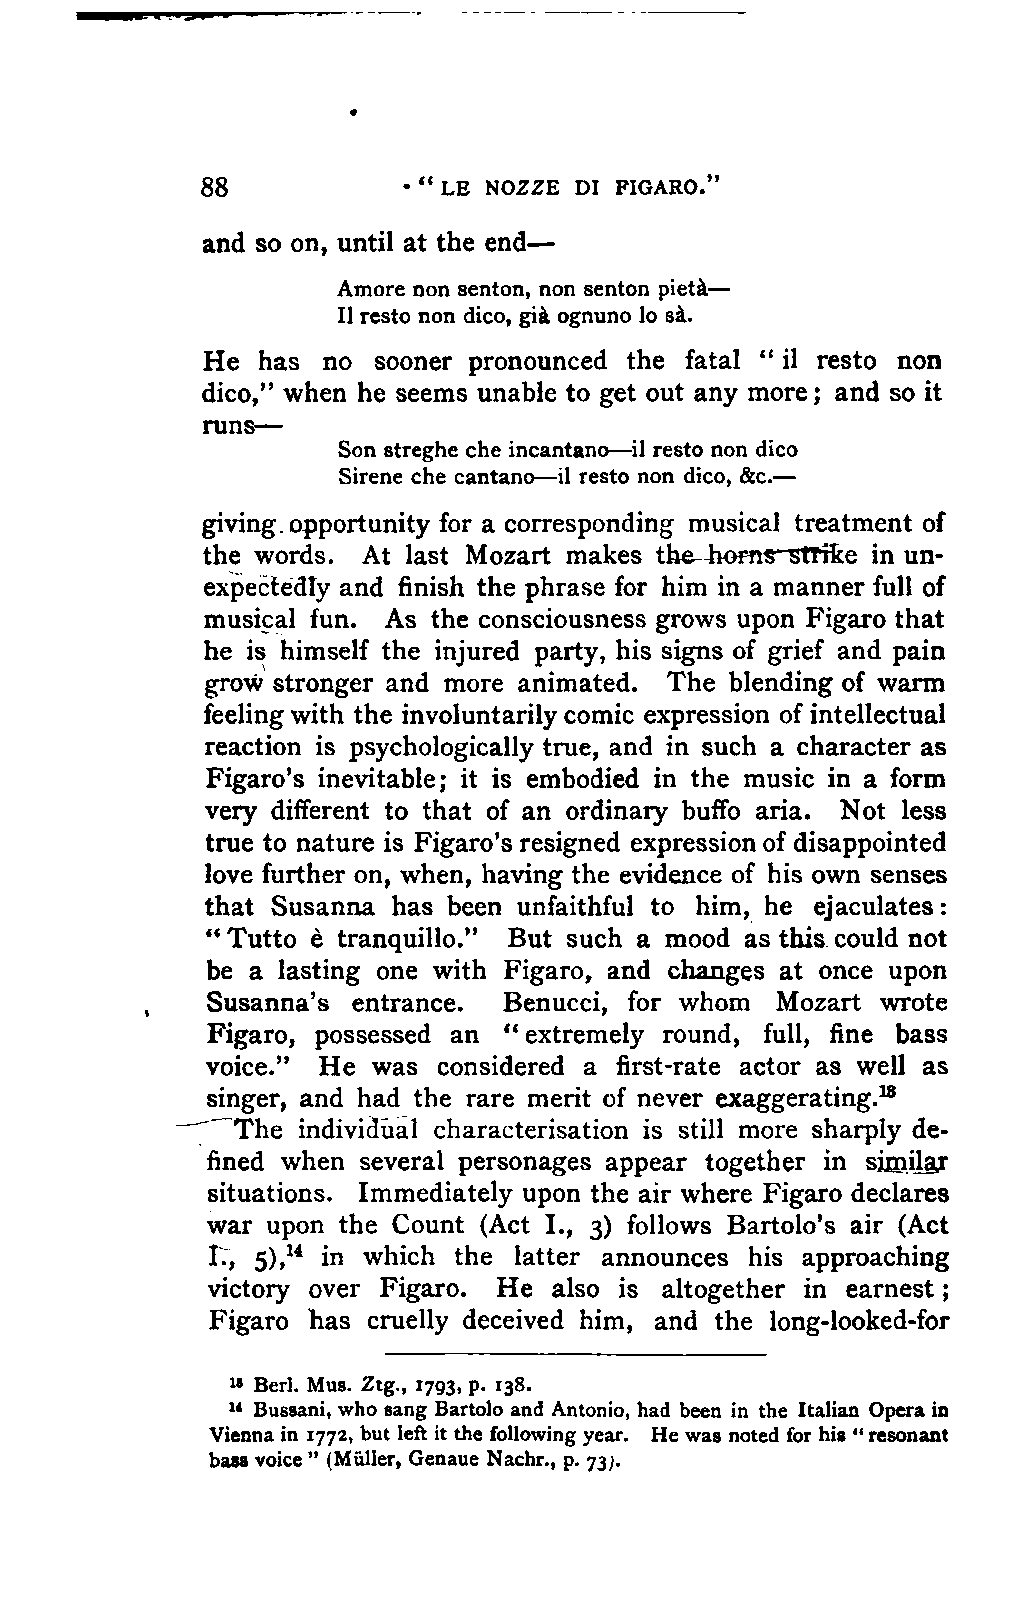 88 "LE NOZZE DI FIGARO."
and so on, until at the end—
Amore non senton, non senton pietà—
Il resto non dico, già ognuno lo sà.
He has no sooner pronounced the fatal "il resto non
dico," when he seems unable to get out any more; and so it
runs—
Son streghe che incantano—il resto non dico
Sirene che cantano—il resto non dico, &c.—
giving opportunity for a corresponding musical treatment of
the words. At last Mozart makes the horns strike in un-
expectedly and finish the phrase for him in a manner full of
musical fun. As the consciousness grows upon Figaro that
he is himself the injured party, his signs of grief and pain
grow stronger and more animated. The blending of warm
feeling with the involuntarily comic expression of intellectual
reaction is psychologically true, and in such a character as
Figaro's inevitable; it is embodied in the music in a form
very different to that of an ordinary buffo aria. Not less
true to nature is Figaro's resigned expression of disappointed
love further on, when, having the evidence of his own senses
that Susanna has been unfaithful to him, he ejaculates:
"Tutto è tranquillo." But such a mood as this could not
be a lasting one with Figaro, and changes at once upon
Susanna's entrance. Benucci, for whom Mozart wrote
Figaro, possessed an "extremely round, full, fine bass
voice." He was considered a first-rate actor as well as
singer, and had the rare merit of never exaggerating.¹³
The individual characterisation is still more sharply de-
fined when several personages appear together in similar
situations. Immediately upon the air where Figaro declares
war upon the Count (Act I., 3) follows Bartolo's air (Act
I., 5),¹⁴ in which the latter announces his approaching
victory over Figaro. He also is altogether in earnest;
Figaro has cruelly deceived him, and the long-looked-for
¹³ Berl. Mus. Ztg., 1793, p. 138.
¹⁴ Bussani, who sang Bartolo and Antonio, had been in the Italian Opera in
Vienna in 1772, but left it the following year. He was noted for his "resonant
bass voice" (Müller, Genaue Nachr., p. 73).